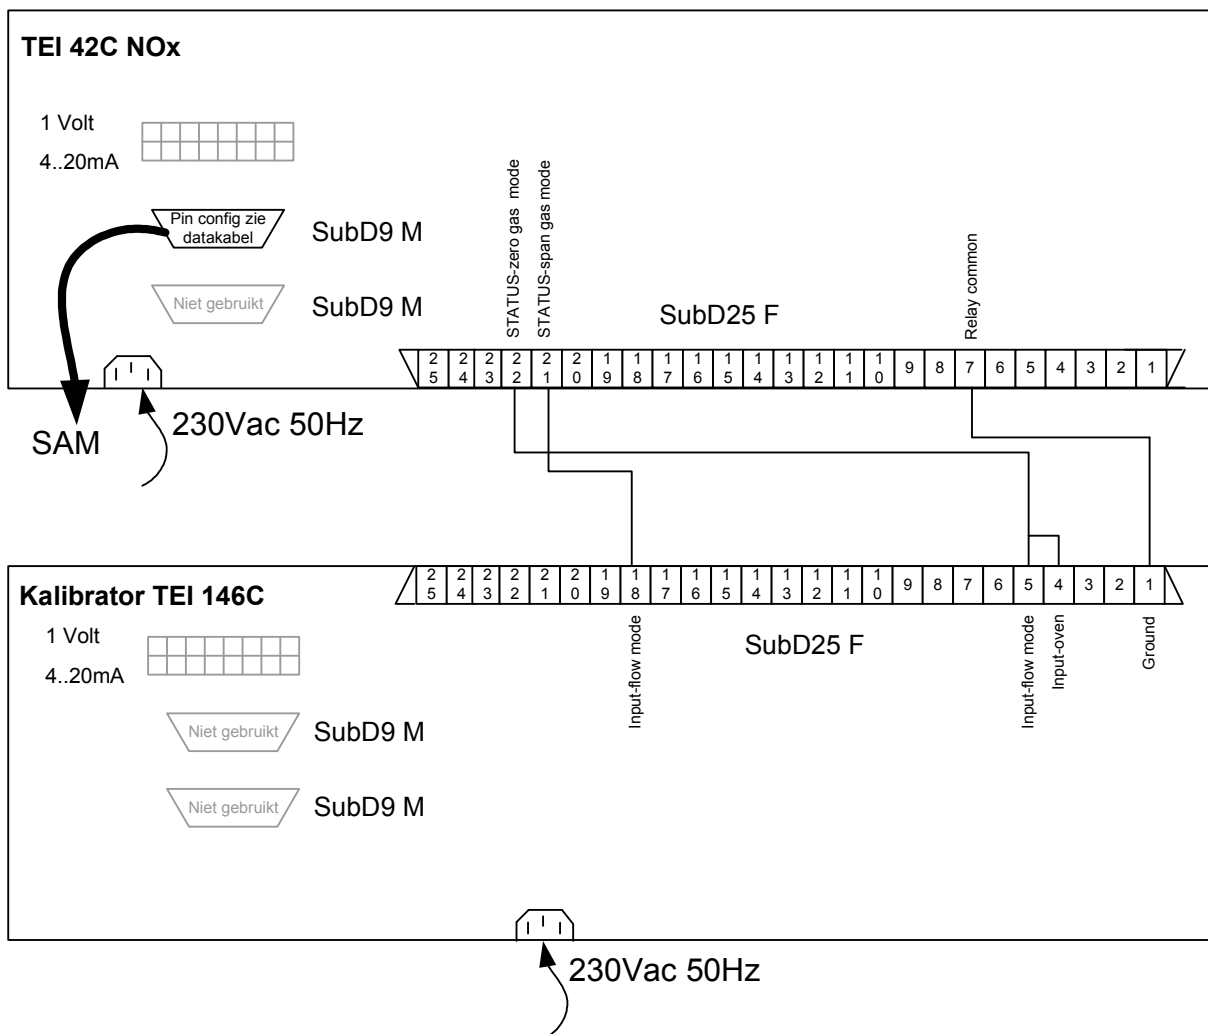 TEI 42C NOx
1 Volt
4..20mA
Pin config zie
datakabel
SubD9 M
Niet gebruikt
SubD9 M
STATUS-zero gas mode
STATUS-span gas mode
SubD25 F
Relay common
25 24 23 22 21 20 19 18 17 16 15 14 13 12 11 10 9 8 7 6 5 4 3 2 1
230Vac 50Hz
SAM
Kalibrator TEI 146C
25 24 23 22 21 20 19 18 17 16 15 14 13 12 11 10 9 8 7 6 5 4 3 2 1
1 Volt
4..20mA
Input-flow mode
SubD25 F
Input-flow mode
Input-oven
Ground
Niet gebruikt
SubD9 M
Niet gebruikt
SubD9 M
230Vac 50Hz